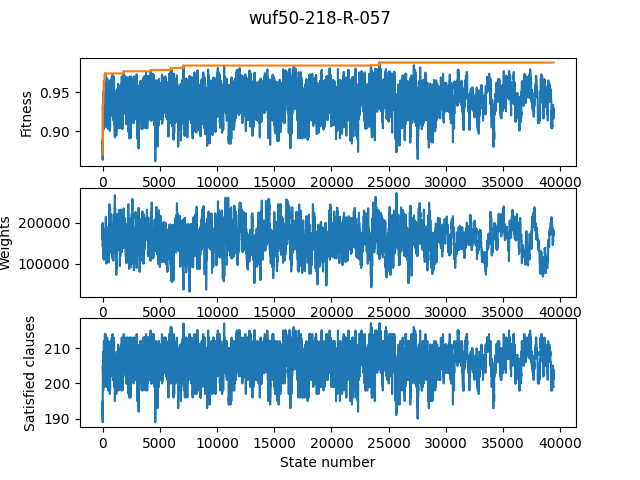 wuf50-218-R-057
Fitness
0.95
0.90
0 5000 10000 15000 20000 25000 30000 35000 40000
Weights
200000
100000
0 5000 10000 15000 20000 25000 30000 35000 40000
Satisfied clauses
210
200
190
0 5000 10000 15000 20000 25000 30000 35000 40000
State number